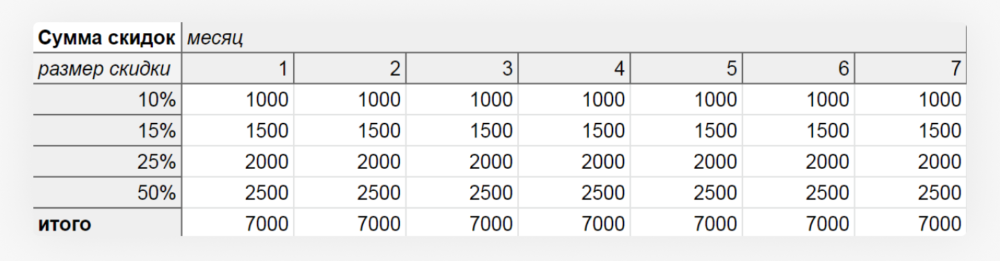 Сумма скидок месяц
размер скидки 1 2 3 4 5 6 7
10% 1000 1000 1000 1000 1000 1000 1000
15% 1500 1500 1500 1500 1500 1500 1500
25% 2000 2000 2000 2000 2000 2000 2000
50% 2500 2500 2500 2500 2500 2500 2500
итого 7000 7000 7000 7000 7000 7000 7000